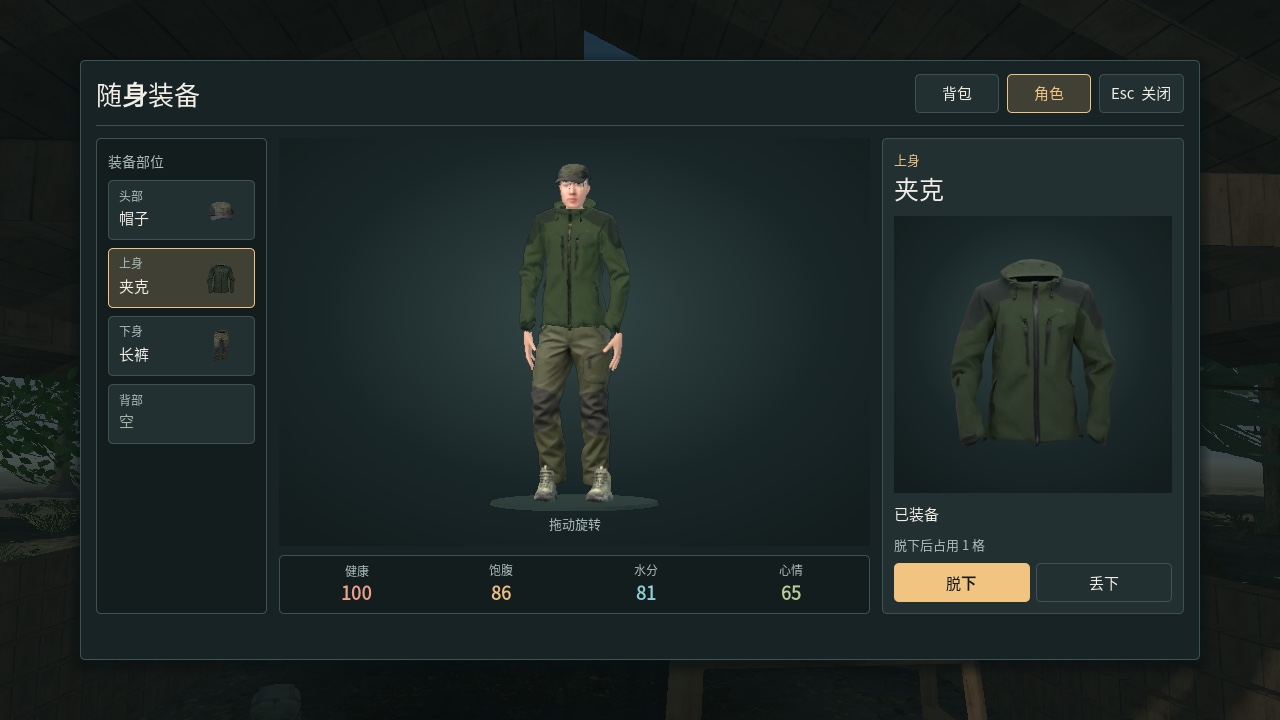 随身装备
背包
角色
Esc 关闭
装备部位
头部
帽子
上身
夹克
下身
长裤
背部
空
拖动旋转
健康
100
饱腹
86
水分
81
心情
65
上身
夹克
已装备
脱下后占用 1 格
脱下
丢下